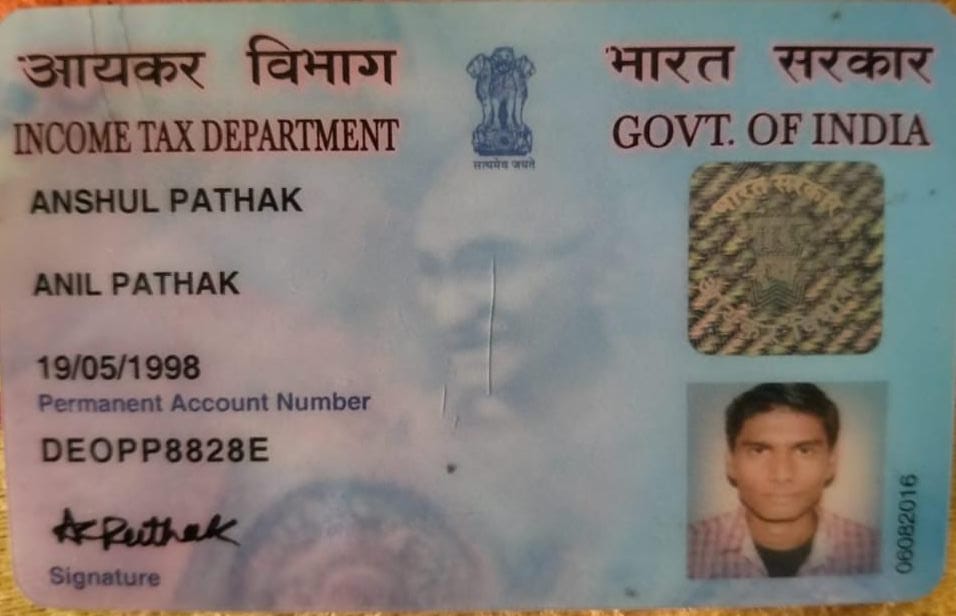 आयकर विभाग
भारत सरकार
INCOME TAX DEPARTMENT
GOVT. OF INDIA
सत्यमेव जयते
ANSHUL PATHAK
भारत सरकार
ANIL PATHAK
19/05/1998
Permanent Account Number
DEOPP8828E
Signature
06082016